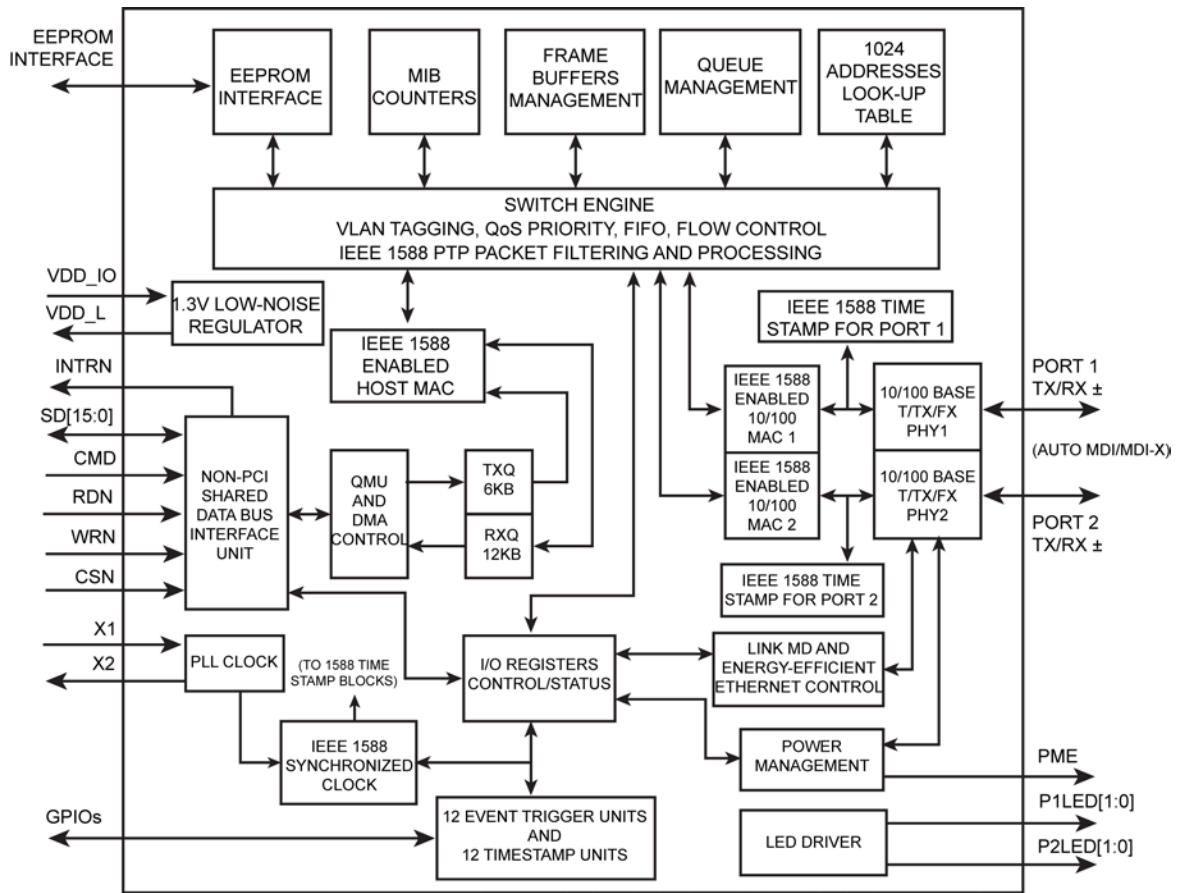 EEPROM
INTERFACE
EEPROM
INTERFACE
MIB
COUNTERS
FRAME
BUFFERS
MANAGEMENT
QUEUE
MANAGEMENT
1024
ADDRESSES
LOOK-UP
TABLE
SWITCH ENGINE
VLAN TAGGING, QoS PRIORITY, FIFO, FLOW CONTROL
IEEE 1588 PTP PACKET FILTERING AND PROCESSING
VDD_IO
VDD_L
1.3V LOW-NOISE
REGULATOR
IEEE 1588
ENABLED
HOST MAC
IEEE 1588 TIME
STAMP FOR PORT 1
INTRN
SD[15:0]
CMD
RDN
WRN
CSN
NON-PCI
SHARED
DATA BUS
INTERFACE
UNIT
QMU
AND
DMA
CONTROL
TXQ
6KB
RXQ
12KB
IEEE 1588
ENABLED
10/100
MAC 1
IEEE 1588
ENABLED
10/100
MAC 2
10/100 BASE
T/TX/FX
PHY1
10/100 BASE
T/TX/FX
PHY2
PORT 1
TX/RX ±
(AUTO MDI/MDI-X)
PORT 2
TX/RX ±
IEEE 1588 TIME
STAMP FOR PORT 2
X1
X2
PLL CLOCK
(TO 1588 TIME
STAMP BLOCKS)
I/O REGISTERS
CONTROL/STATUS
LINK MD AND
ENERGY-EFFICIENT
ETHERNET CONTROL
IEEE 1588
SYNCHRONIZED
CLOCK
POWER
MANAGEMENT
PME
GPIOs
12 EVENT TRIGGER UNITS
AND
12 TIMESTAMP UNITS
LED DRIVER
P1LED[1:0]
P2LED[1:0]